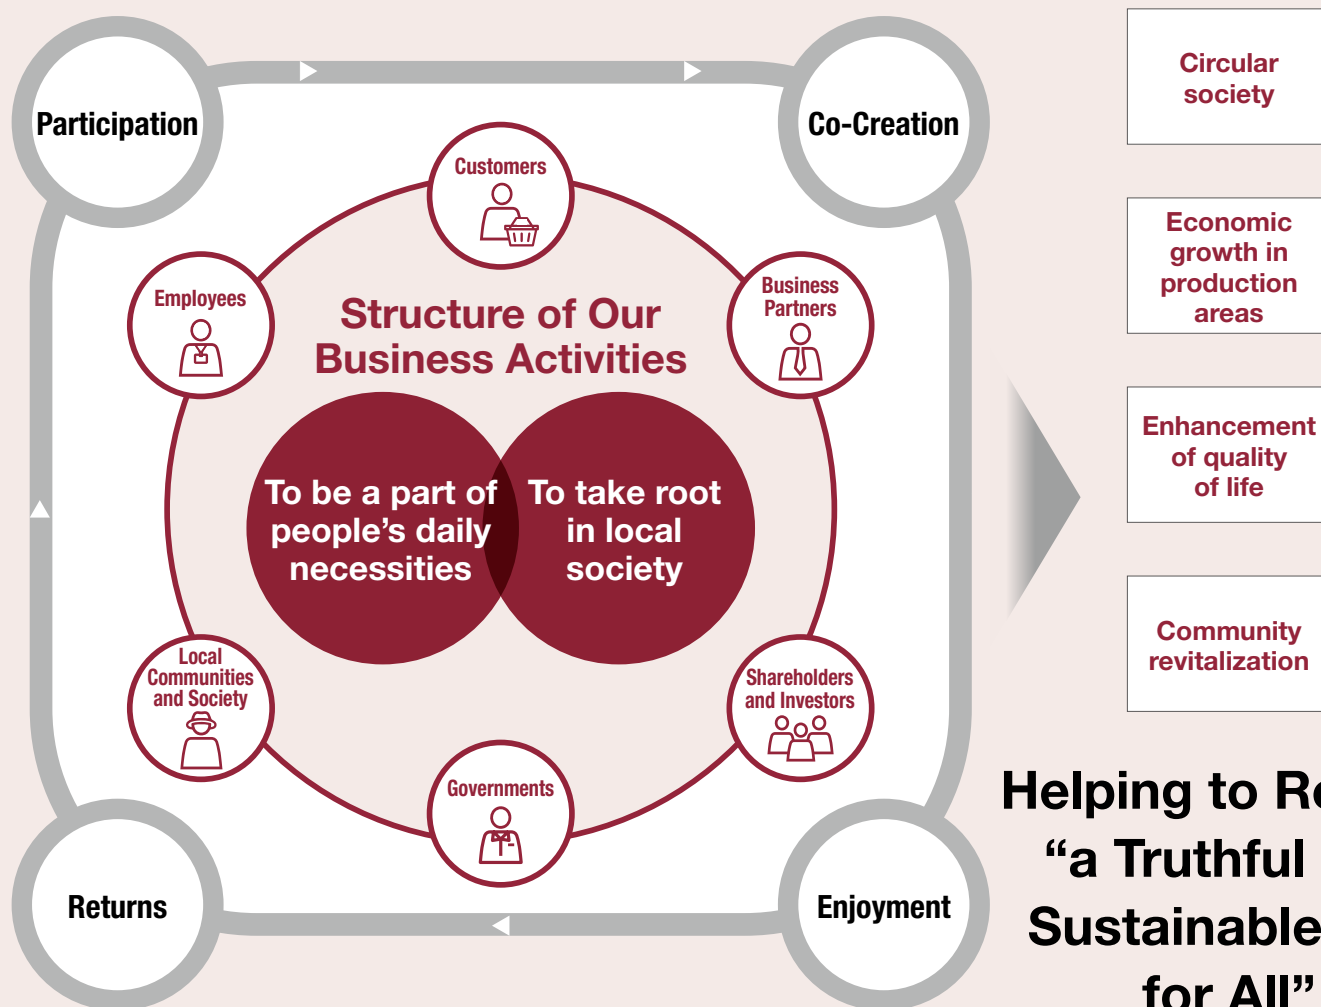 Participation
Co-Creation
Customers
Employees
Business
Partners
Structure of Our
Business Activities
To be a part of
people’s daily
necessities
To take root
in local
society
Local
Communities
and Society
Shareholders
and Investors
Governments
Returns
Enjoyment
Circular
society
Economic
growth in
production
areas
Enhancement
of quality
of life
Community
revitalization
Helping to
“a Truthful
Sustainable
for All”